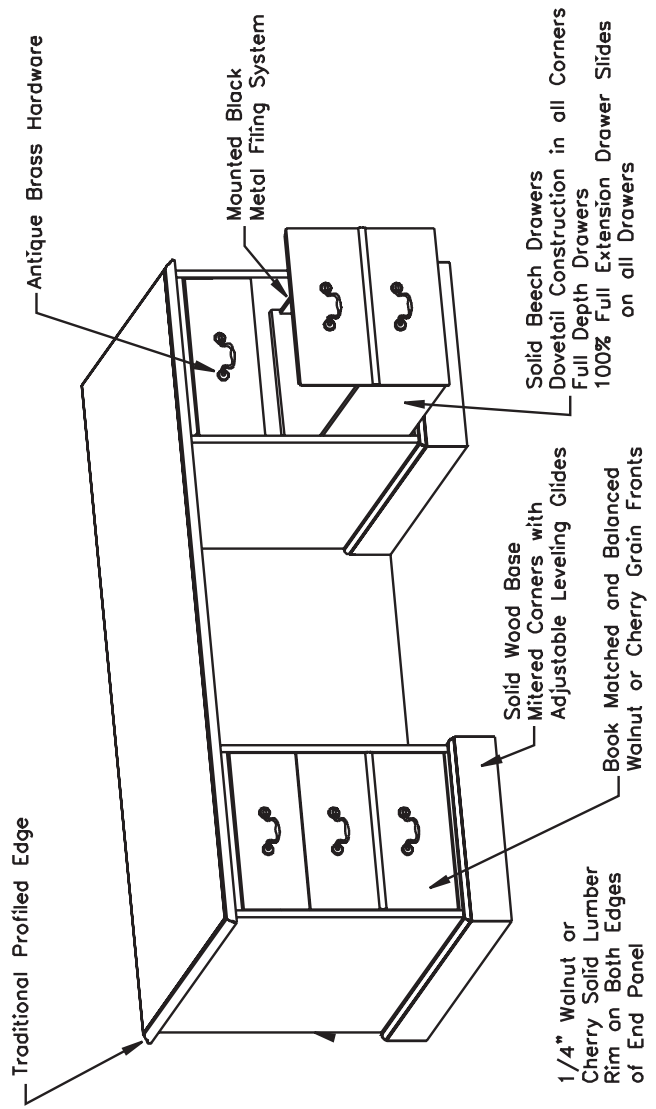 Traditional Profiled Edge
Antique Brass Hardware
Mounted Black
Metal Filing System
1/4" Walnut or
Cherry Solid Lumber
Rim on Both Edges
of End Panel
Solid Wood Base
Mitered Corners with
Adjustable Leveling Glides
Book Matched and Balanced
Walnut or Cherry Grain Fronts
Solid Beech Drawers
Dovetail Construction in all Corners
Full Depth Drawers
100% Full Extension Drawer Slides
on all Drawers